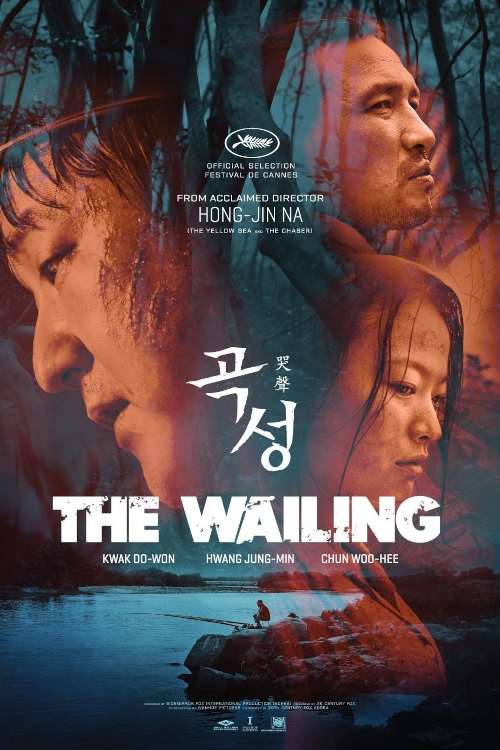 OFFICIAL SELECTION
FESTIVAL DE CANNES
FROM ACCLAIMED DIRECTOR
HONG-JIN NA
(THE YELLOW SEA AND THE CHASER)
곡성
哭聲
THE WAILING
KWAK DO-WON HWANG JUNG-MIN CHUN WOO-HEE